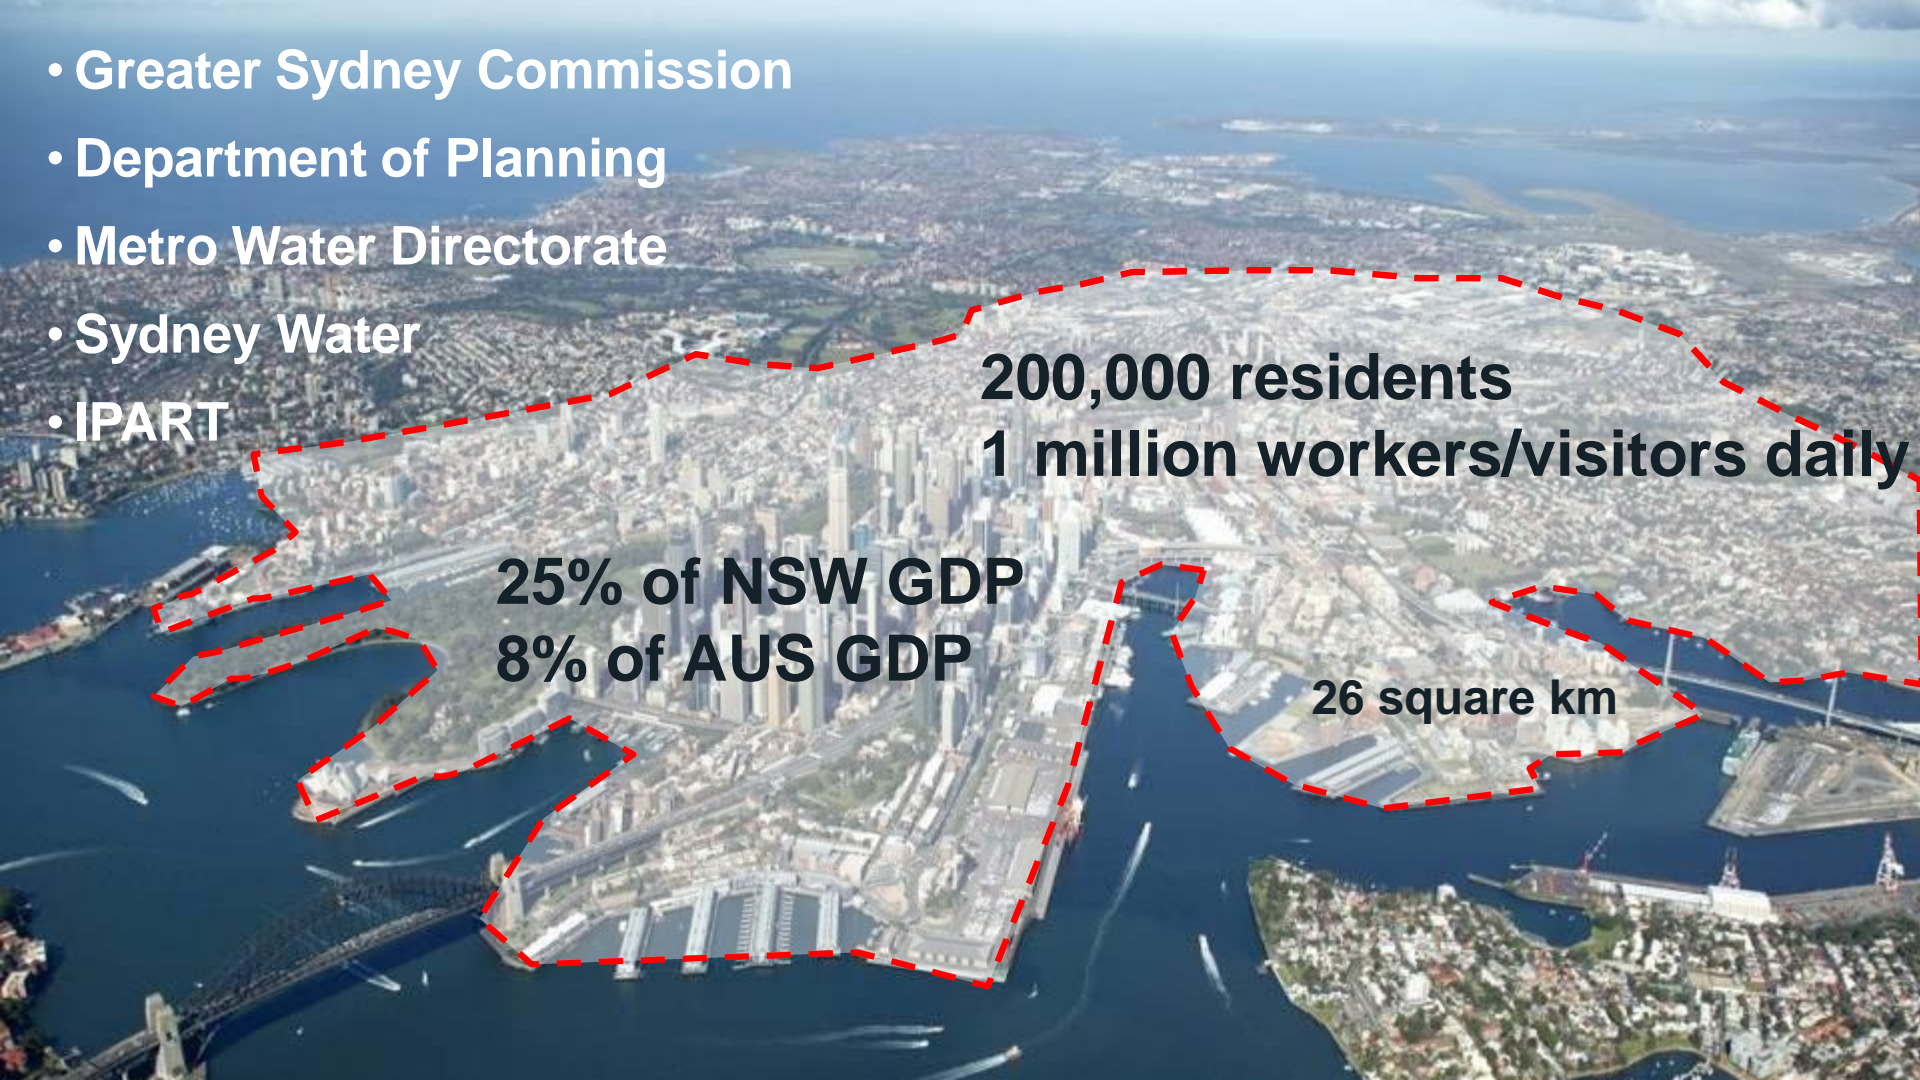 • Greater Sydney Commission
• Department of Planning
• Metro Water Directorate
• Sydney Water
• IPART
200,000 residents
1 million workers/visitors daily
25% of NSW GDP
8% of AUS GDP
26 square km